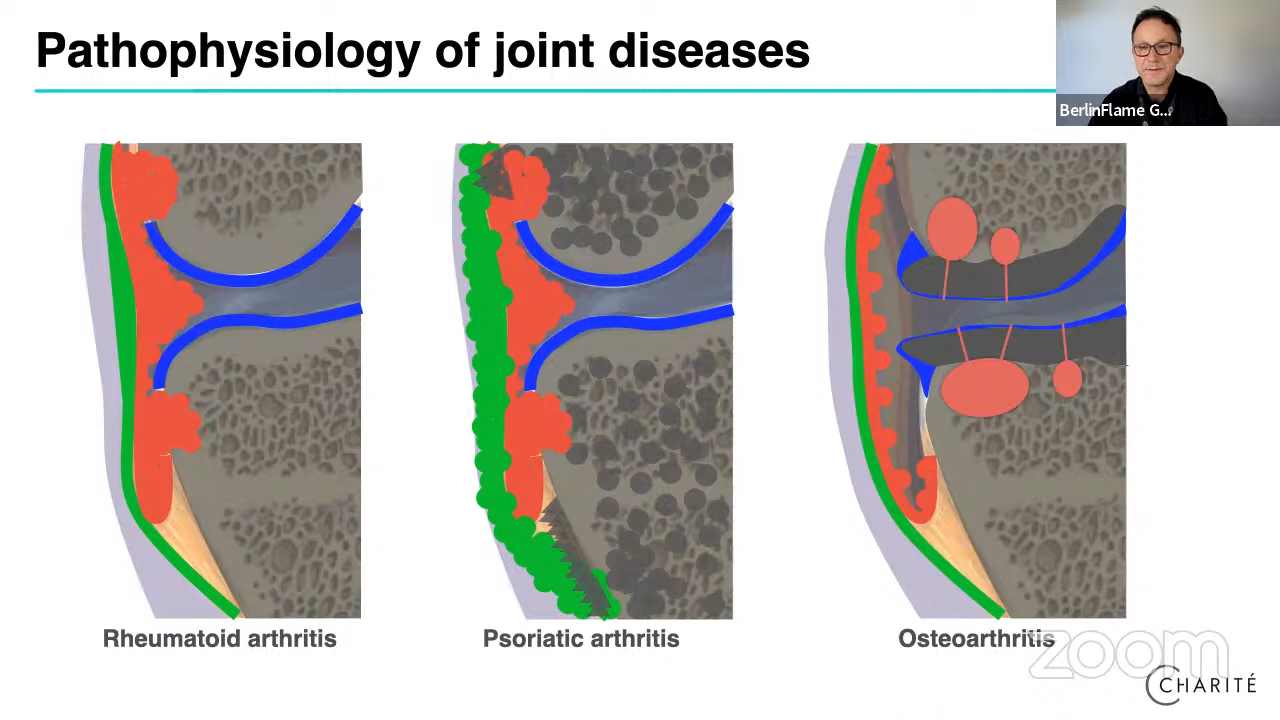 Pathophysiology of joint diseases
BerlinFlame G...
Rheumatoid arthritis
Psoriatic arthritis
Osteoarthritis
zoom
CHARITÉ